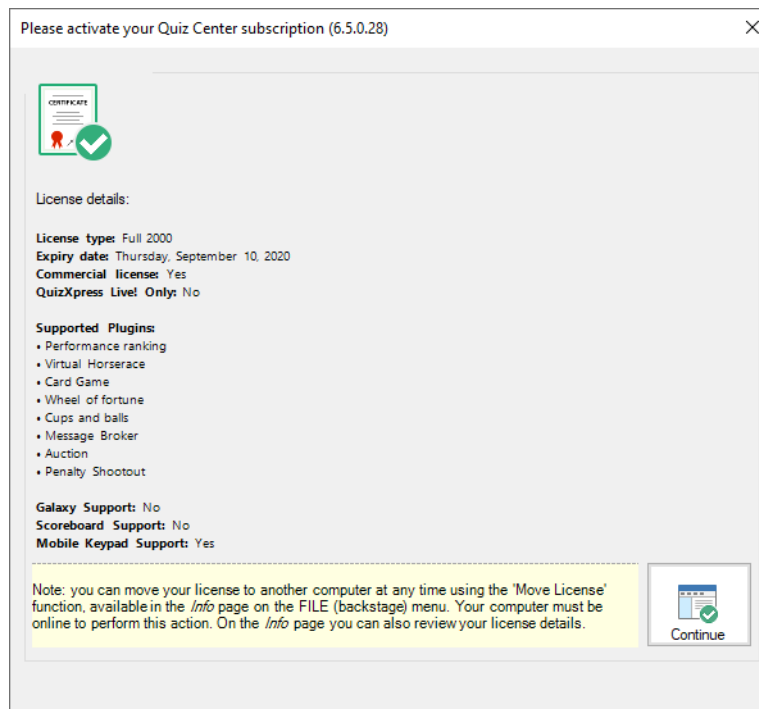 Please activate your Quiz Center subscription (6.5.0.28)
CERTIFICATE
License details:
License type: Full 2000
Expiry date: Thursday, September 10, 2020
Commercial license: Yes
QuizXpress Live! Only: No
Supported Plugins:
• Performance ranking
• Virtual Horserace
• Card Game
• Wheel of fortune
• Cups and balls
• Message Broker
• Auction
• Penalty Shootout
Galaxy Support: No
Scoreboard Support: No
Mobile Keypad Support: Yes
Note: you can move your license to another computer at any time using the 'Move License'
function, available in the Info page on the FILE (backstage) menu. Your computer must be
online to perform this action. On the Info page you can also review your license details.
Continue